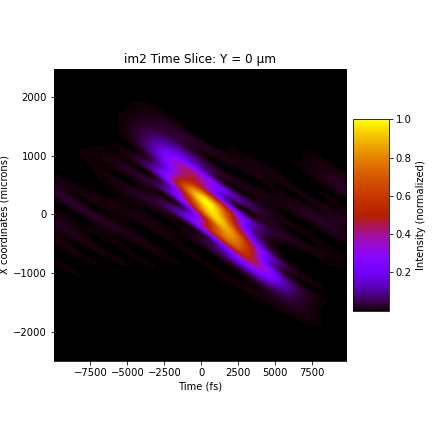 im2 Time Slice: Y = 0 μm
2000
1000
0
−1000
−2000
X coordinates (microns)
−7500 −5000 −2500 0 2500 5000 7500
Time (fs)
1.0
0.8
0.6
0.4
0.2
Intensity (normalized)